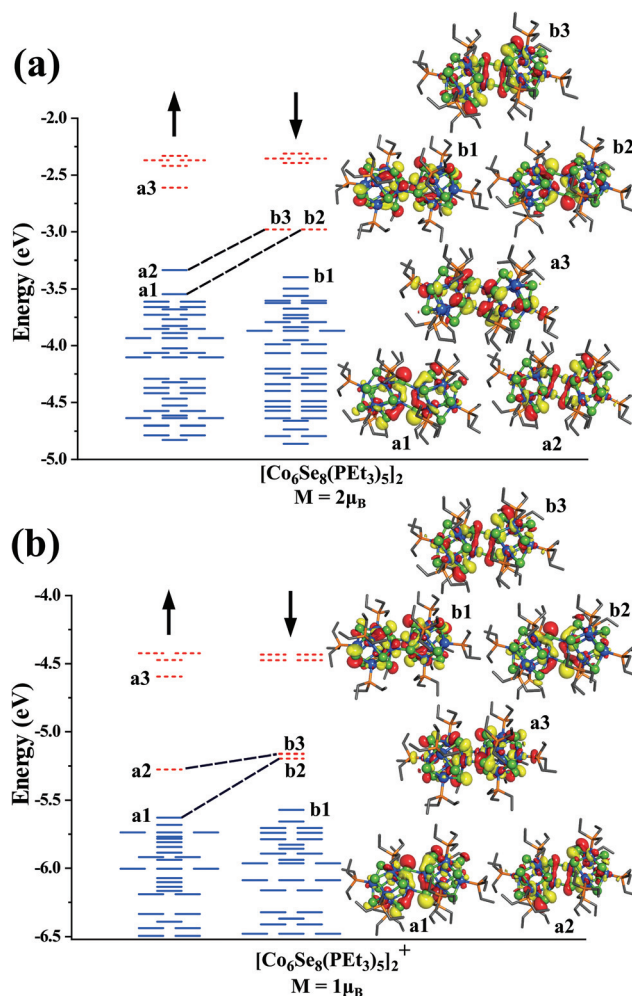 (a)
b3
-2.0
-2.5
-3.0
-3.5
-4.0
-4.5
-5.0
Energy (eV)
a3
b3 b2
a2
a1
b1
b1
b2
a3
a1
a2
[Co₆Se₈(PEt₃)₅]₂
M = 2μ_B
(b)
b3
-4.0
-4.5
-5.0
-5.5
-6.0
-6.5
Energy (eV)
a3
a2
b3
b2
a1
b1
b1
b2
a3
a1
a2
[Co₆Se₈(PEt₃)₅]₂⁺
M = 1μ_B